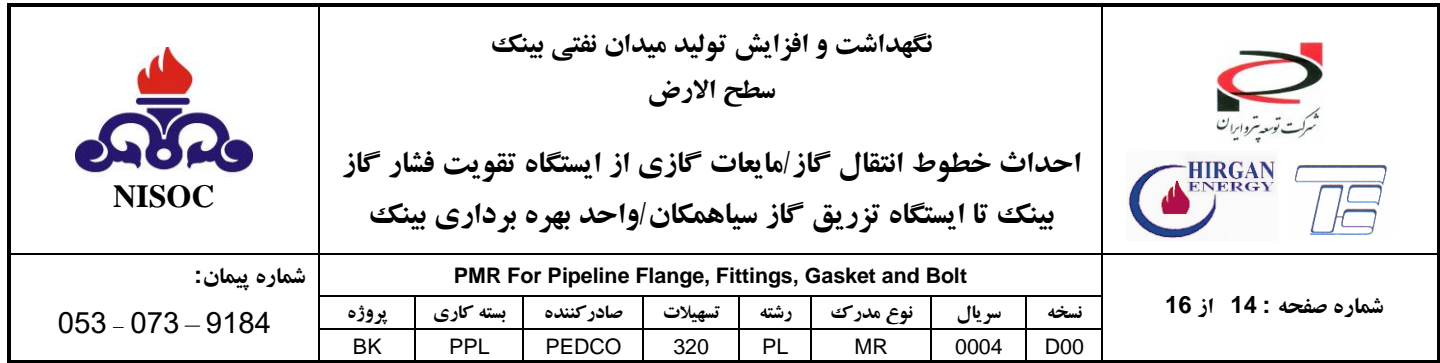 NISOC
نگهداشت و افزایش تولید میدان نفتی بینک
سطح الارض
احداث خطوط انتقال گاز/مایعات گازی از ایستگاه تقویت فشار گاز
بینک تا ایستگاه تزریق گاز سیاهمکان/واحد بهره برداری بینک
شرکت توسعه پتروایران
HIRGAN
ENERGY
شماره پیمان:
053 – 073 – 9184
PMR For Pipeline Flange, Fittings, Gasket and Bolt
پروژه بسته کاری صادرکننده تسهیلات رشته نوع مدرک سریال نسخه
BK PPL PEDCO 320 PL MR 0004 D00
شماره صفحه : 14 از 16